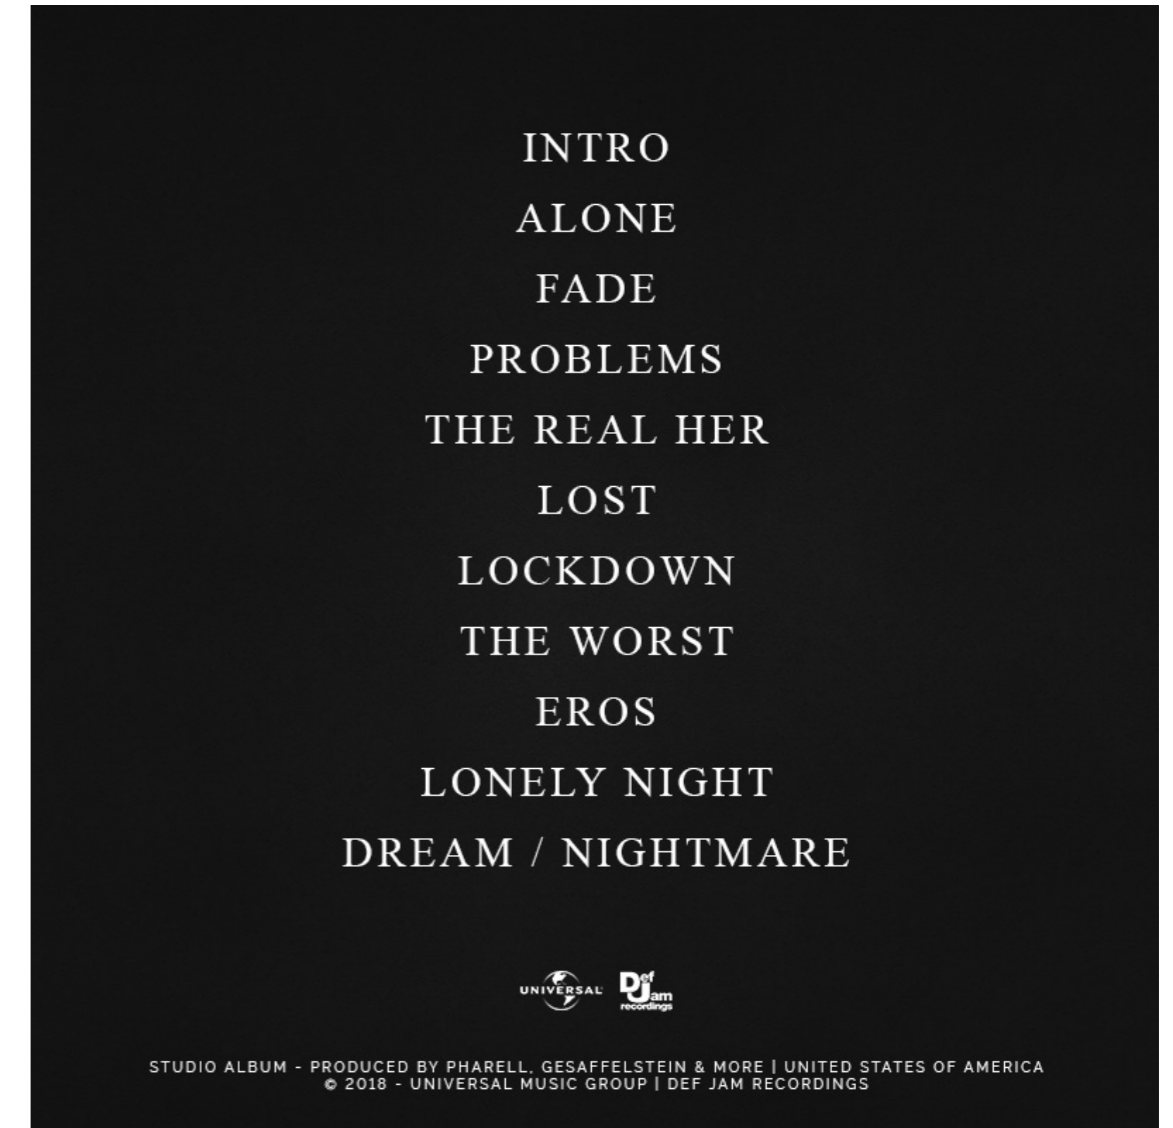 INTRO
ALONE
FADE
PROBLEMS
THE REAL HER
LOST
LOCKDOWN
THE WORST
EROS
LONELY NIGHT
DREAM / NIGHTMARE
UNIVERSAL
Def
Jam
recordings
STUDIO ALBUM - PRODUCED BY PHARELL, GESAFFELSTEIN & MORE | UNITED STATES OF AMERICA
© 2018 - UNIVERSAL MUSIC GROUP | DEF JAM RECORDINGS